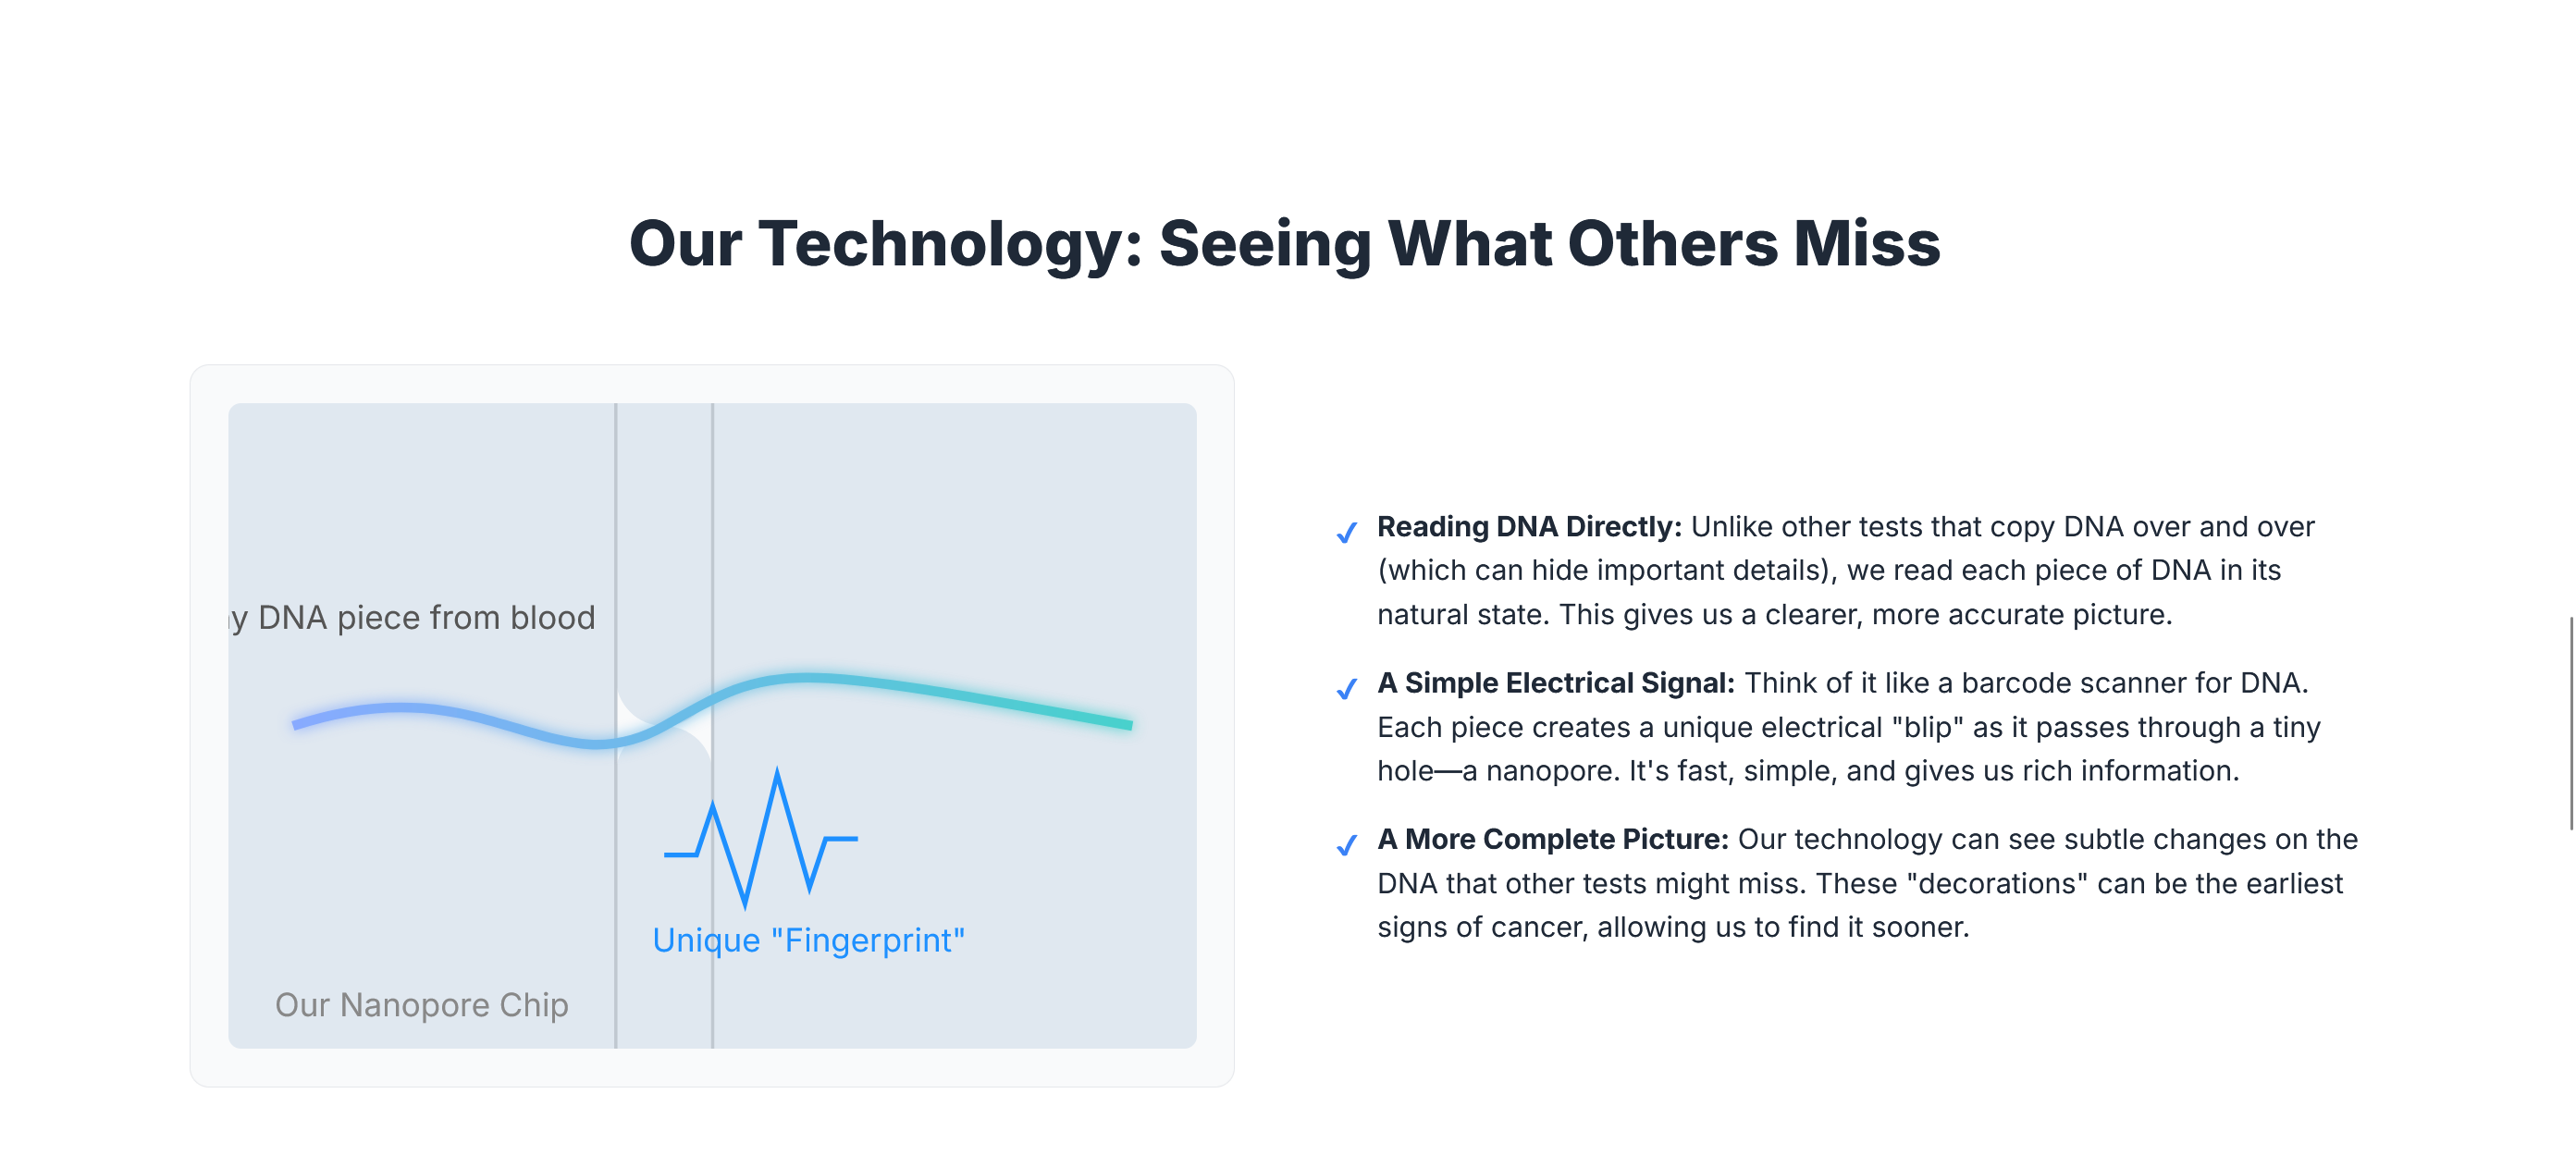 Our Technology: Seeing What Others Miss
y DNA piece from blood
Unique "Fingerprint"
Our Nanopore Chip
Reading DNA Directly: Unlike other tests that copy DNA over and over
(which can hide important details), we read each piece of DNA in its
natural state. This gives us a clearer, more accurate picture.
A Simple Electrical Signal: Think of it like a barcode scanner for DNA.
Each piece creates a unique electrical "blip" as it passes through a tiny
hole—a nanopore. It's fast, simple, and gives us rich information.
A More Complete Picture: Our technology can see subtle changes on the
DNA that other tests might miss. These "decorations" can be the earliest
signs of cancer, allowing us to find it sooner.